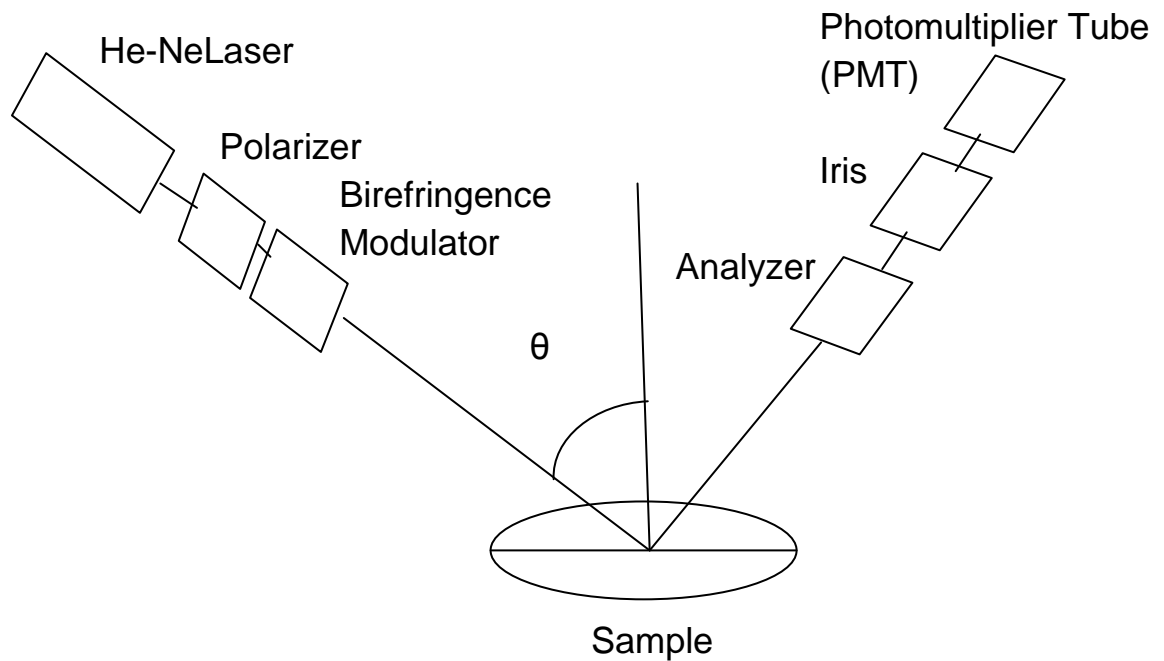 He-NeLaser
Polarizer
Birefringence
Modulator
Photomultiplier Tube
(PMT)
Iris
Analyzer
θ
Sample